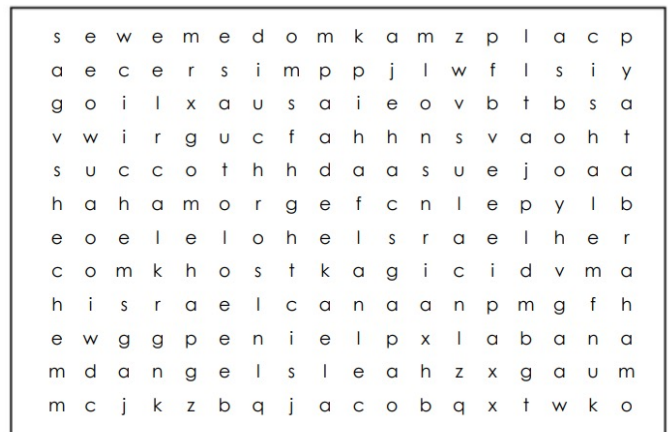 s e w e m e d o m k a m z p l a c p
a e c e r s i m p p j l w f l s i y
g o i l x a u s a i e o v b t b s a
v w i r g u c f a h h n s v a o h t
s u c c o t h h d a a s u e j o a a
h a h a m o r g e f c n l e p y l b
e o e l e l o h e l s r a e l h e r
c o m k h o s t k a g i c i d v m a
h i s r a e l c a n a a n p m g f h
e w g g p e n i e l p x l a b a n a
m d a n g e l s l e a h z x g a u m
m c j k z b q j a c o b q x t w k o